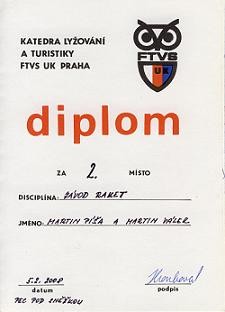 KATEDRA LYŽOVÁNÍ
A TURISTIKY
FTVS UK PRAHA
FTVS
UK
diplom
ZA 2. MÍSTO
DISCIPLÍNA: ZÁVOD RAKET
JMÉNO: MARTIN PÍŠA A MARTIN
5.2.2008
datum podpis
PEC POD SNĚŽKOU